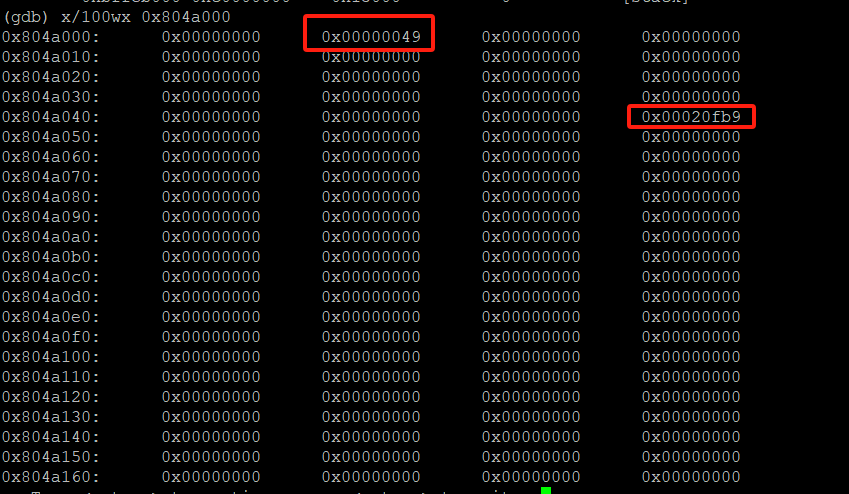 (gdb) x/100wx 0x804a000
0x804a000: 0x00000000 0x00000049 0x00000000 0x00000000
0x804a010: 0x00000000 0x00000000 0x00000000 0x00000000
0x804a020: 0x00000000 0x00000000 0x00000000 0x00000000
0x804a030: 0x00000000 0x00000000 0x00000000 0x00000000
0x804a040: 0x00000000 0x00000000 0x00000000 0x00020fb9
0x804a050: 0x00000000 0x00000000 0x00000000 0x00000000
0x804a060: 0x00000000 0x00000000 0x00000000 0x00000000
0x804a070: 0x00000000 0x00000000 0x00000000 0x00000000
0x804a080: 0x00000000 0x00000000 0x00000000 0x00000000
0x804a090: 0x00000000 0x00000000 0x00000000 0x00000000
0x804a0a0: 0x00000000 0x00000000 0x00000000 0x00000000
0x804a0b0: 0x00000000 0x00000000 0x00000000 0x00000000
0x804a0c0: 0x00000000 0x00000000 0x00000000 0x00000000
0x804a0d0: 0x00000000 0x00000000 0x00000000 0x00000000
0x804a0e0: 0x00000000 0x00000000 0x00000000 0x00000000
0x804a0f0: 0x00000000 0x00000000 0x00000000 0x00000000
0x804a100: 0x00000000 0x00000000 0x00000000 0x00000000
0x804a110: 0x00000000 0x00000000 0x00000000 0x00000000
0x804a120: 0x00000000 0x00000000 0x00000000 0x00000000
0x804a130: 0x00000000 0x00000000 0x00000000 0x00000000
0x804a140: 0x00000000 0x00000000 0x00000000 0x00000000
0x804a150: 0x00000000 0x00000000 0x00000000 0x00000000
0x804a160: 0x00000000 0x00000000 0x00000000 0x00000000